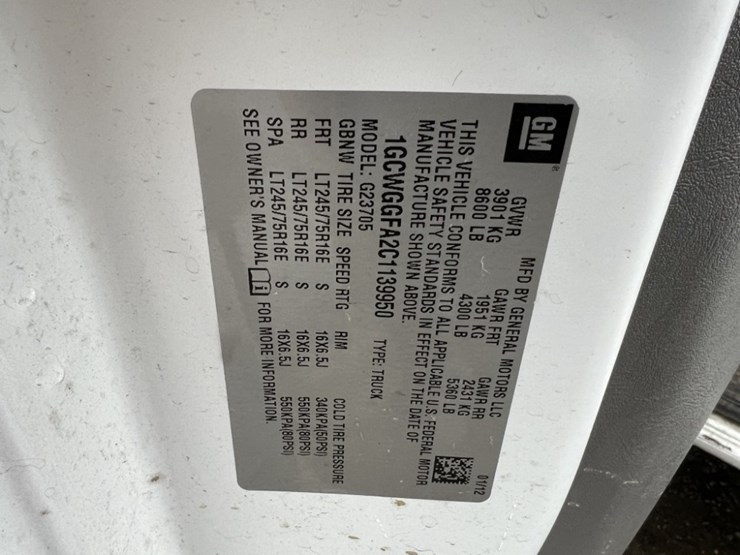 GM
MFD BY GENERAL MOTORS LLC 01/12
GVWR GAWR FRT GAWR RR
3901 KG 1951 KG 2431 KG
8600 LB 4300 LB 5360 LB
THIS VEHICLE CONFORMS TO ALL APPLICABLE U.S. FEDERAL MOTOR
VEHICLE SAFETY STANDARDS IN EFFECT ON THE DATE OF
MANUFACTURE SHOWN ABOVE.
1GCWGGFA2C1139950 TYPE: TRUCK
MODEL: G23705
GBNW TIRE SIZE SPEED RTG RIM COLD TIRE PRESSURE
FRT LT245/75R16E S 16X6.5J 340KPA(50PSI)
RR LT245/75R16E S 16X6.5J 550KPA(80PSI)
SPA LT245/75R16E S 16X6.5J 550KPA(80PSI)
SEE OWNER'S MANUAL i FOR MORE INFORMATION.